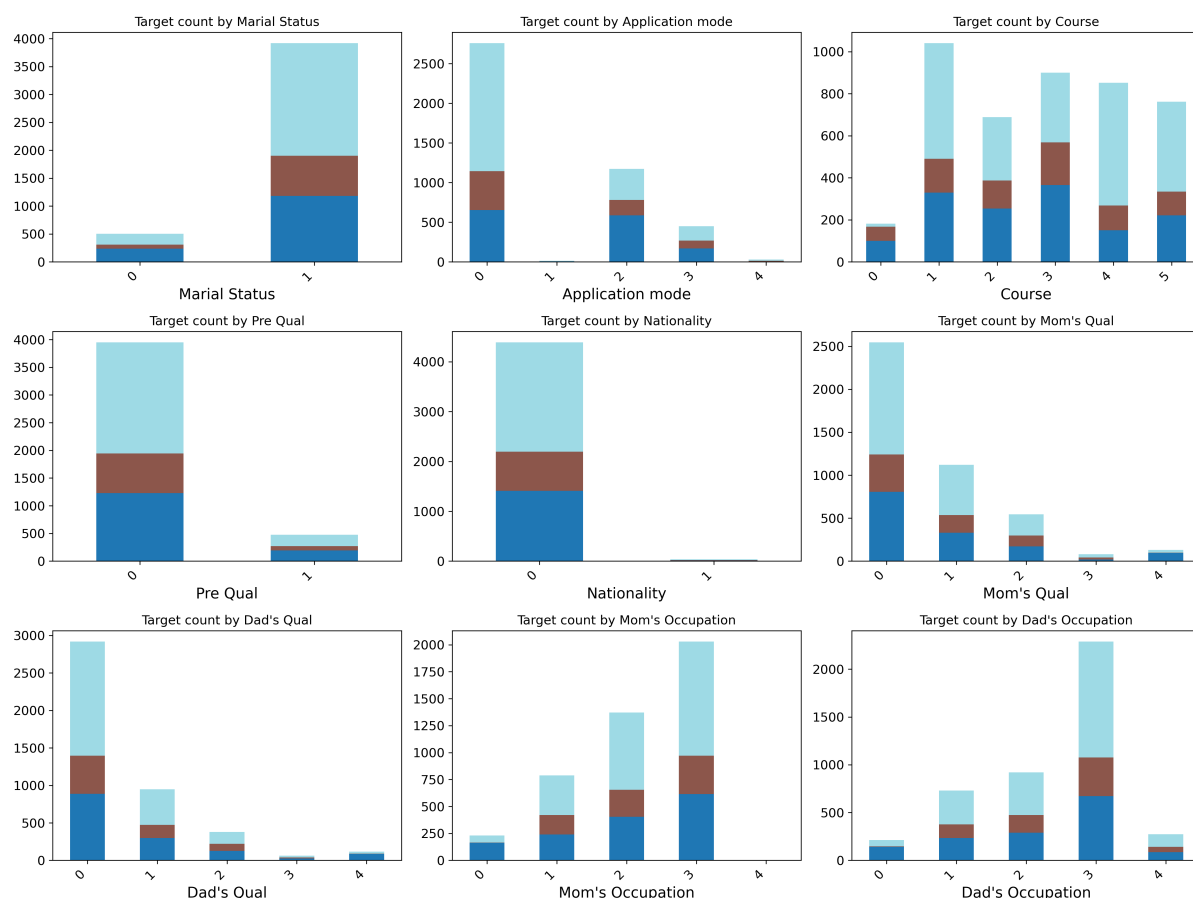 Target count by Marial Status
4000
3500
3000
2500
2000
1500
1000
500
0
0 1
Marial Status
Target count by Application mode
2500
2000
1500
1000
500
0
0 1 2 3 4
Application mode
Target count by Course
1000
800
600
400
200
0
0 1 2 3 4 5
Course
Target count by Pre Qual
4000
3500
3000
2500
2000
1500
1000
500
0
0 1
Pre Qual
Target count by Nationality
4000
3000
2000
1000
0
0 1
Nationality
Target count by Mom's Qual
2500
2000
1500
1000
500
0
0 1 2 3 4
Mom's Qual
Target count by Dad's Qual
3000
2500
2000
1500
1000
500
0
0 1 2 3 4
Dad's Qual
Target count by Mom's Occupation
2000
1750
1500
1250
1000
750
500
250
0
0 1 2 3 4
Mom's Occupation
Target count by Dad's Occupation
2000
1500
1000
500
0
0 1 2 3 4
Dad's Occupation